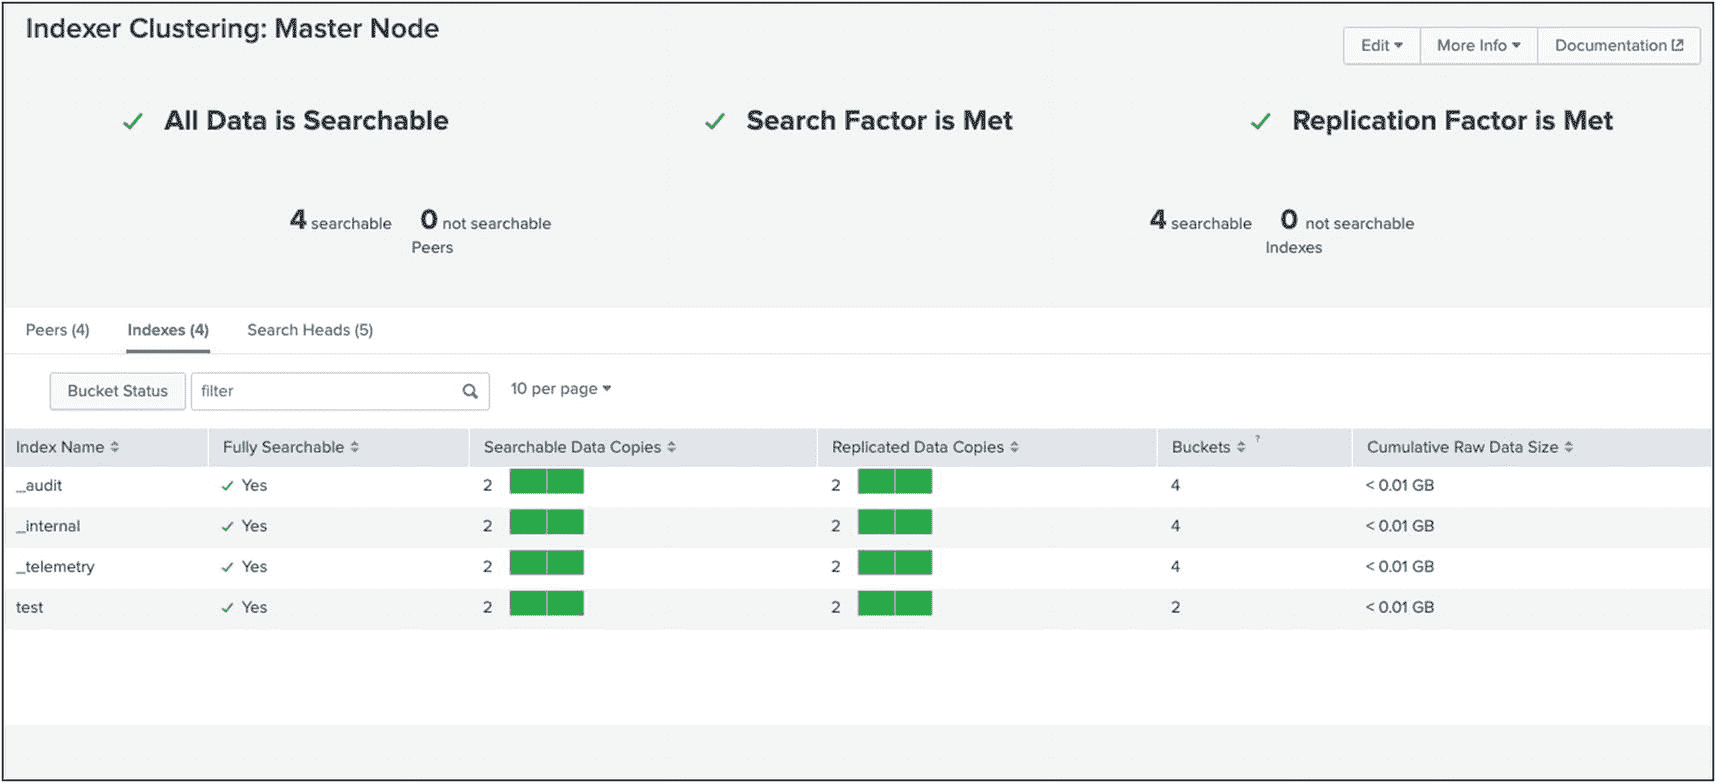 Indexer Clustering: Master Node
Edit More Info Documentation
All Data is Searchable Search Factor is Met Replication Factor is Met
4 searchable 0 not searchable 4 searchable 0 not searchable
Peers Indexes
Peers (4) Indexes (4) Search Heads (5)
Bucket Status filter 10 per page
Index Name Fully Searchable Searchable Data Copies Replicated Data Copies Buckets ? Cumulative Raw Data Size
_audit Yes 2 2 4 < 0.01 GB
_internal Yes 2 2 4 < 0.01 GB
_telemetry Yes 2 2 4 < 0.01 GB
test Yes 2 2 2 < 0.01 GB